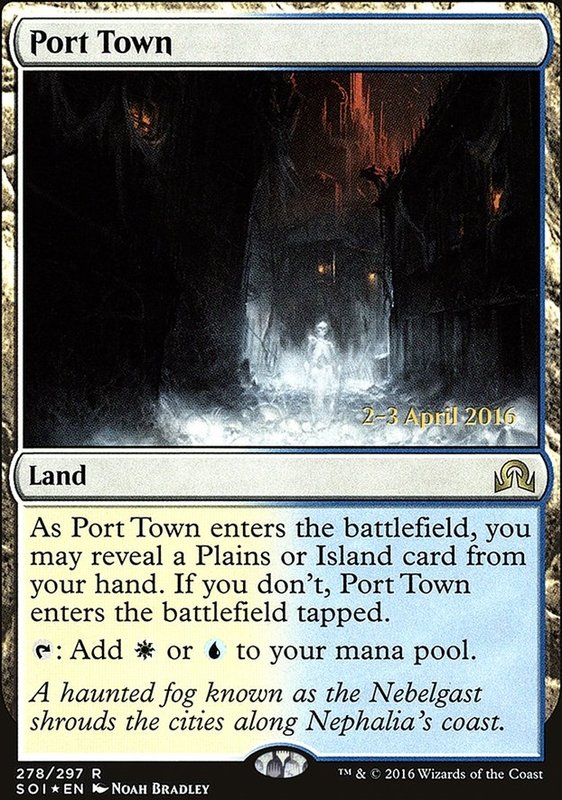 Port Town
2–3 April 2016
Land
As Port Town enters the battlefield, you
may reveal a Plains or Island card from
your hand. If you don't, Port Town
enters the battlefield tapped.
: Add or to your mana pool.
A haunted fog known as the Nebelgast
shrouds the cities along Nephalia's coast.
278/297 R
SOI★EN Noah Bradley
™ & © 2016 Wizards of the Coast